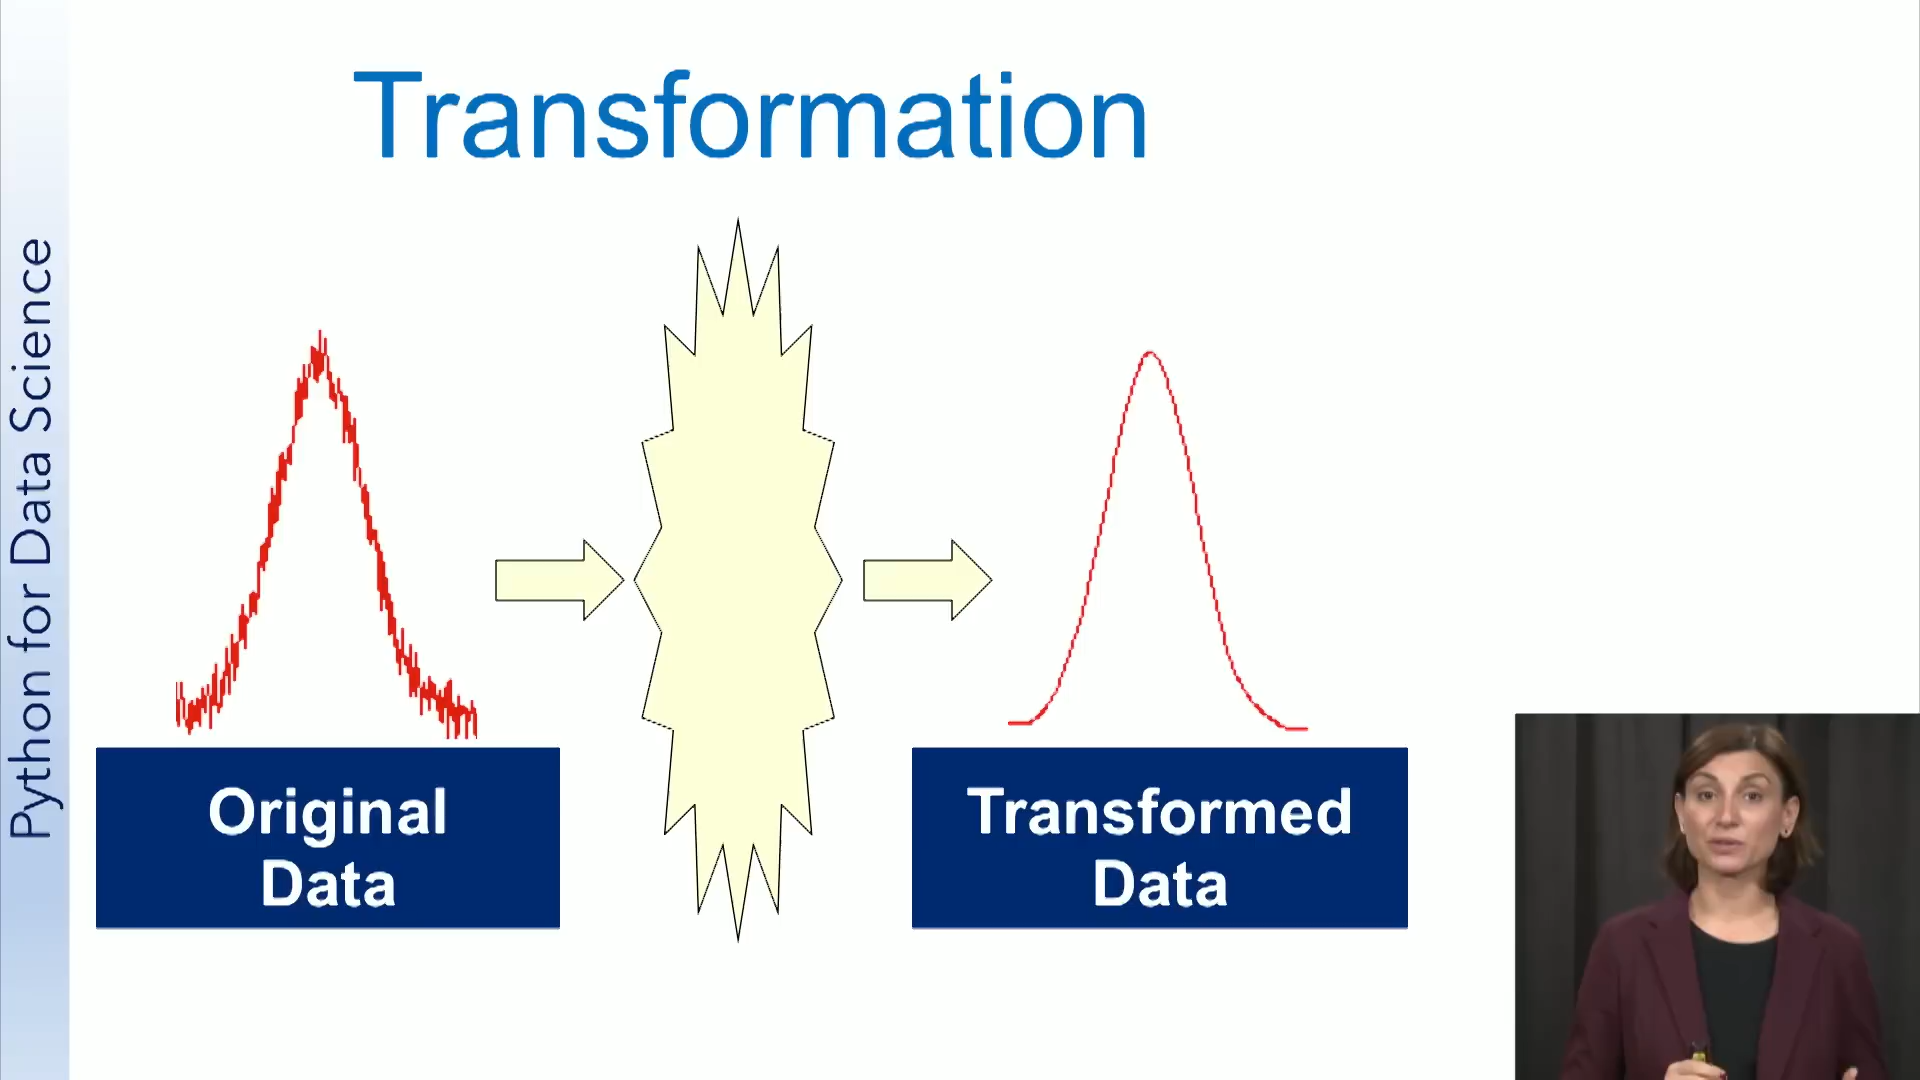 Python for Data Science
Transformation
Original
Data
Transformed
Data